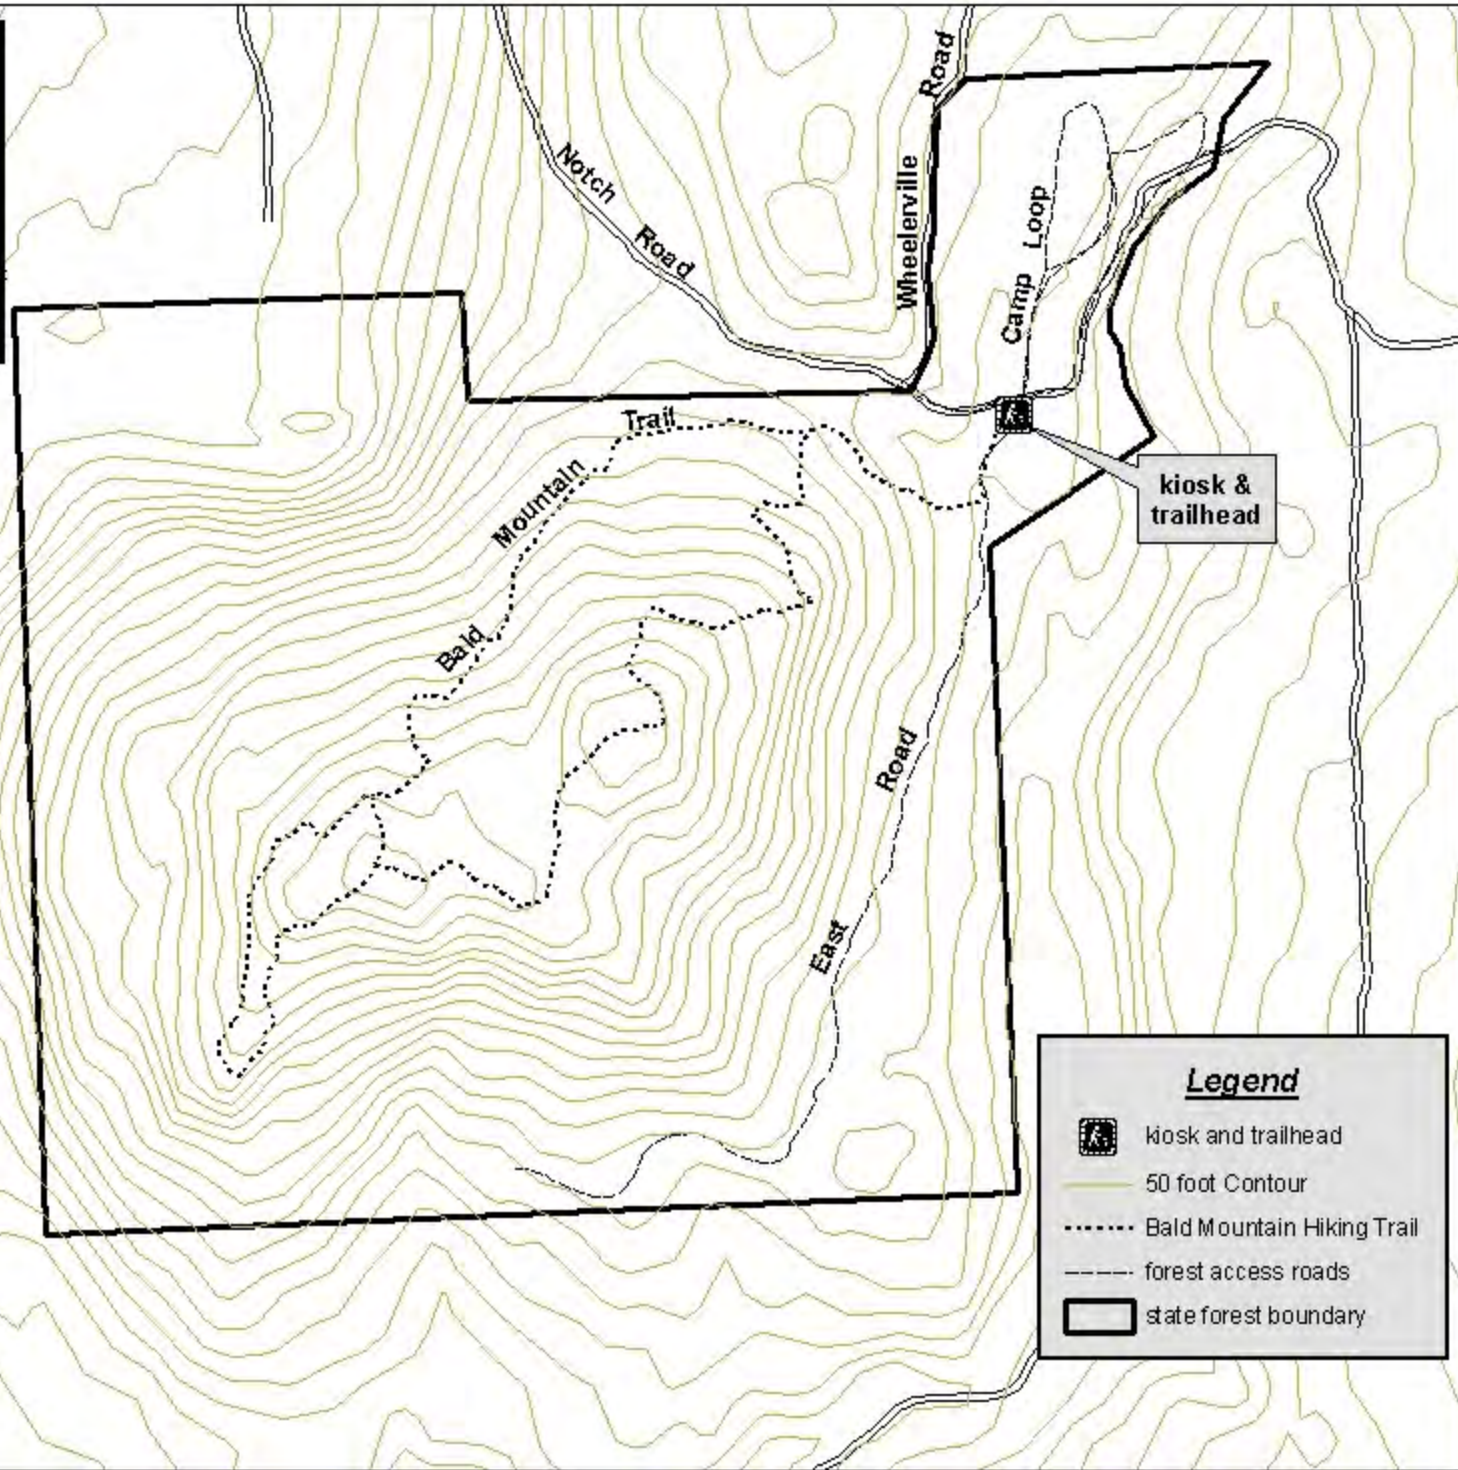 Road
Wheelerville
Notch
Road
Loop
Camp
Trail
Mountain
Bald
kiosk &
trailhead
Road
East
Legend
kiosk and trailhead
50 foot Contour
Bald Mountain Hiking Trail
forest access roads
state forest boundary